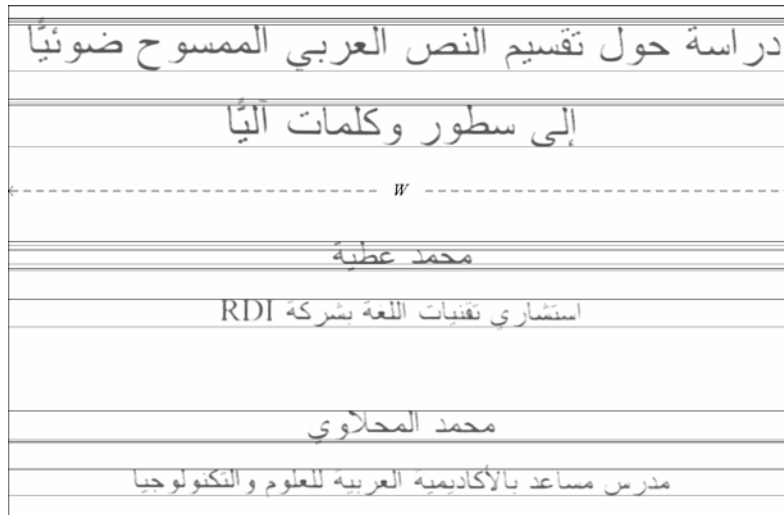 دراسة حول تقسيم النص العربي الممسوح ضوئيًّا
إلى سطور وكلمات آليًّا
W
محمد عطية
استشاري تقنيات اللغة بشركة RDI
محمد المحلاوي
مدرس مساعد بالأكاديمية العربية للعلوم والتكنولوجيا